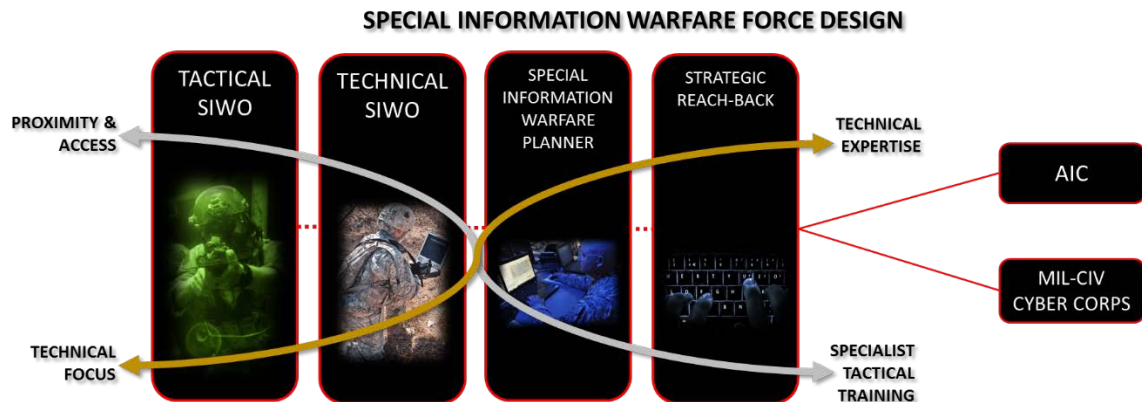 SPECIAL INFORMATION WARFARE FORCE DESIGN
TACTICAL
SIWO
TECHNICAL
SIWO
SPECIAL
INFORMATION
WARFARE
PLANNER
STRATEGIC
REACH-BACK
PROXIMITY &
ACCESS
TECHNICAL
EXPERTISE
AIC
MIL-CIV
CYBER CORPS
TECHNICAL
FOCUS
SPECIALIST
TACTICAL
TRAINING